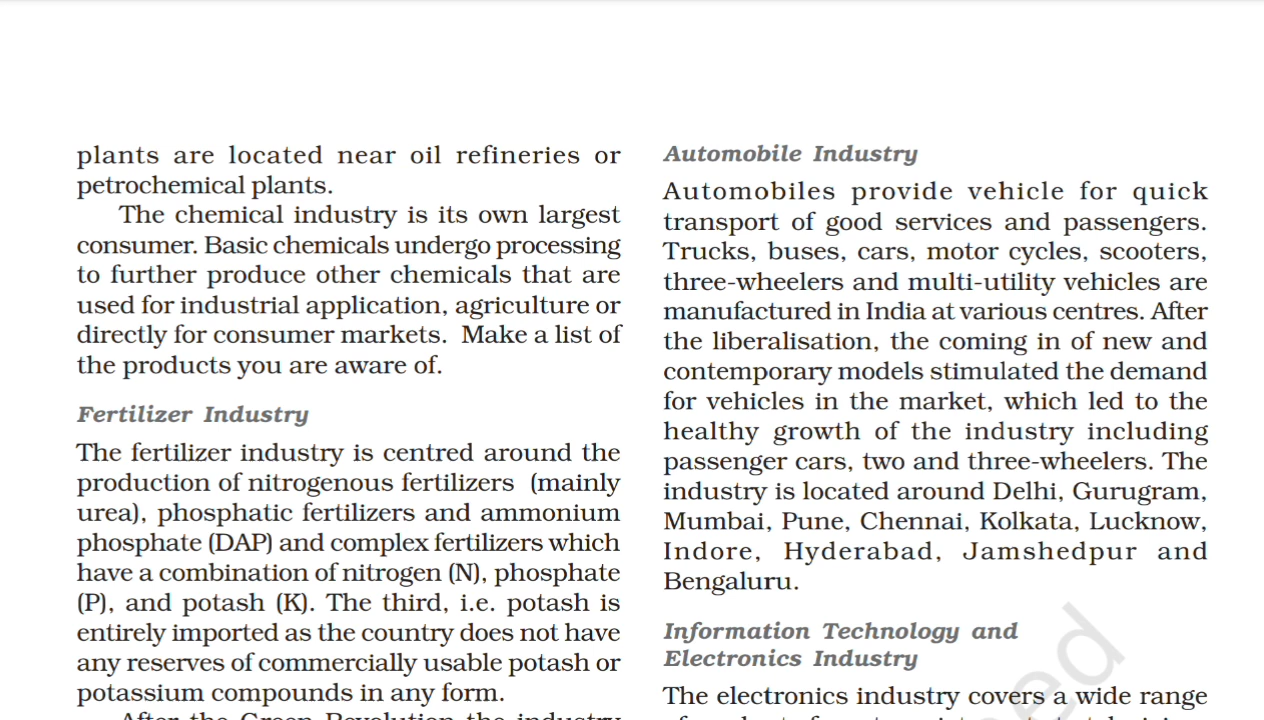 plants are located near oil refineries or
petrochemical plants.
The chemical industry is its own largest
consumer. Basic chemicals undergo processing
to further produce other chemicals that are
used for industrial application, agriculture or
directly for consumer markets. Make a list of
the products you are aware of.
Fertilizer Industry
The fertilizer industry is centred around the
production of nitrogenous fertilizers (mainly
urea), phosphatic fertilizers and ammonium
phosphate (DAP) and complex fertilizers which
have a combination of nitrogen (N), phosphate
(P), and potash (K). The third, i.e. potash is
entirely imported as the country does not have
any reserves of commercially usable potash or
potassium compounds in any form.
After the Green Revolution the industry
Automobile Industry
Automobiles provide vehicle for quick
transport of good services and passengers.
Trucks, buses, cars, motor cycles, scooters,
three-wheelers and multi-utility vehicles are
manufactured in India at various centres. After
the liberalisation, the coming in of new and
contemporary models stimulated the demand
for vehicles in the market, which led to the
healthy growth of the industry including
passenger cars, two and three-wheelers. The
industry is located around Delhi, Gurugram,
Mumbai, Pune, Chennai, Kolkata, Lucknow,
Indore, Hyderabad, Jamshedpur and
Bengaluru.
Information Technology and
Electronics Industry
The electronics industry covers a wide range